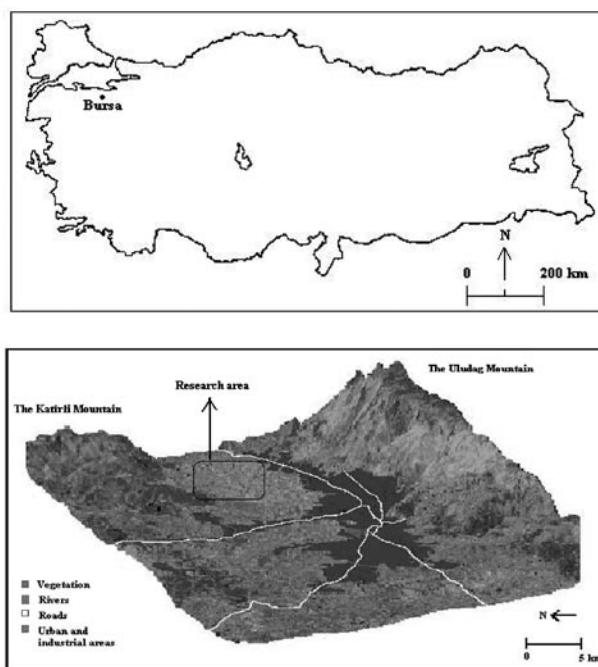 Bursa
N
0 200 km
The Uludag Mountain
Research area
The Katirli Mountain
Vegetation
Rivers
Roads
Urban and
industrial areas
N
0 5 km